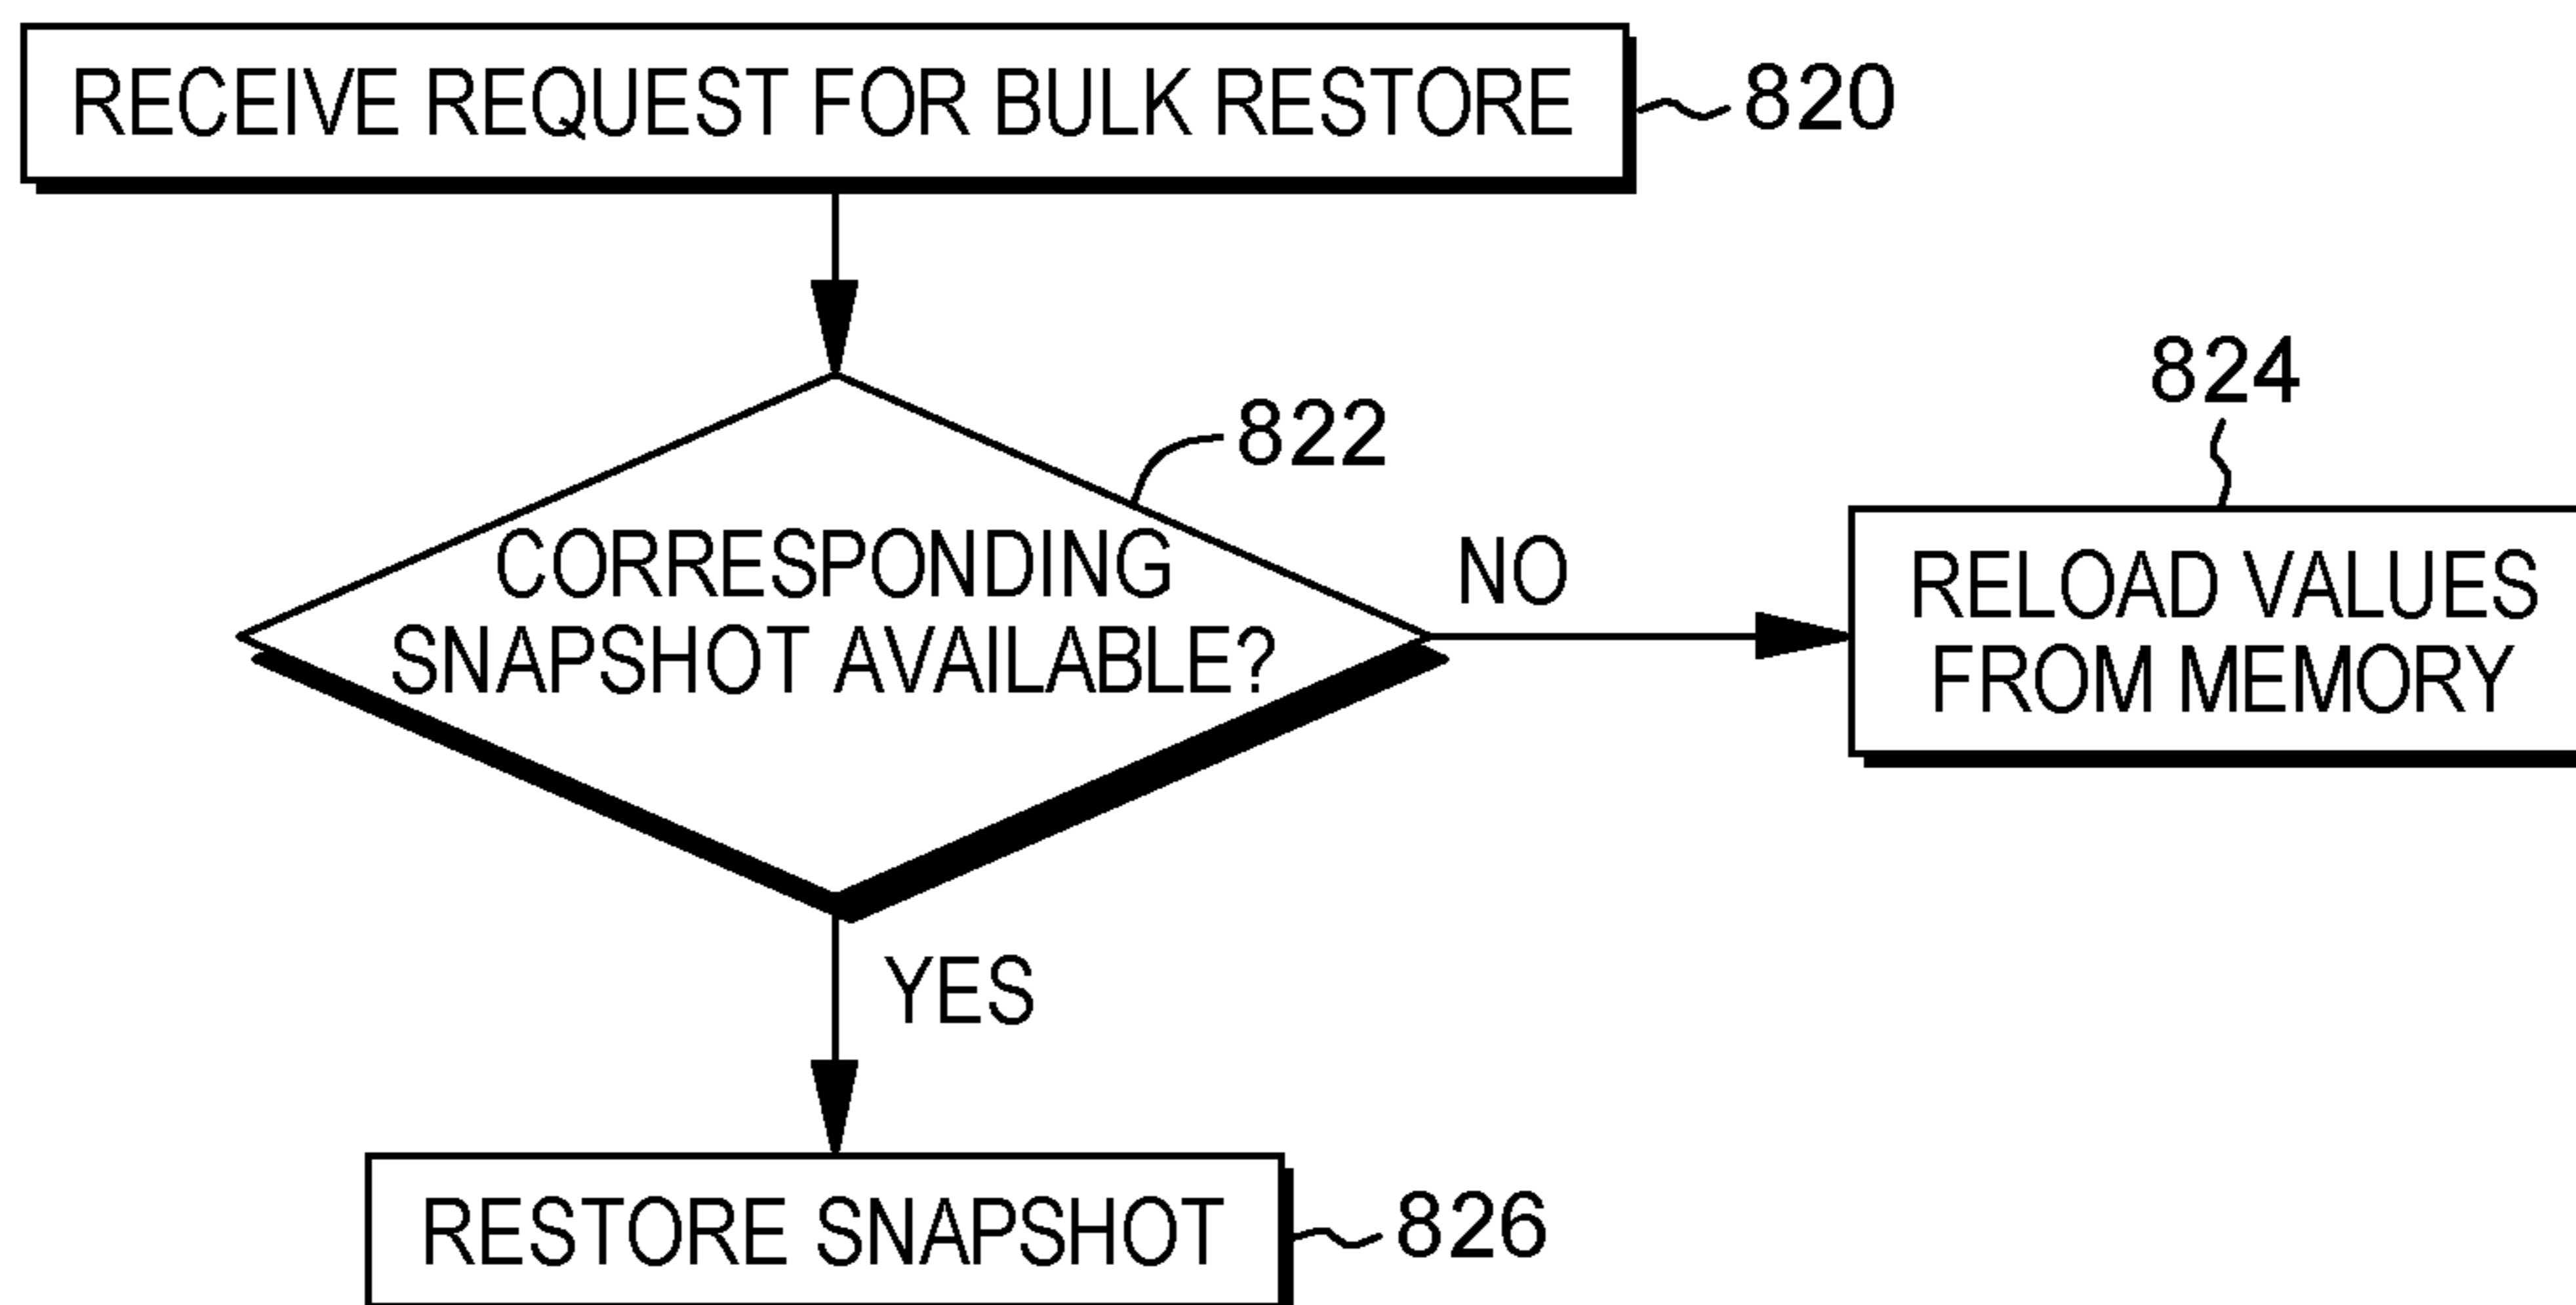 RECEIVE REQUEST FOR BULK RESTORE
820
822
CORRESPONDING
SNAPSHOT AVAILABLE?
NO
824
RELOAD VALUES
FROM MEMORY
YES
RESTORE SNAPSHOT
826